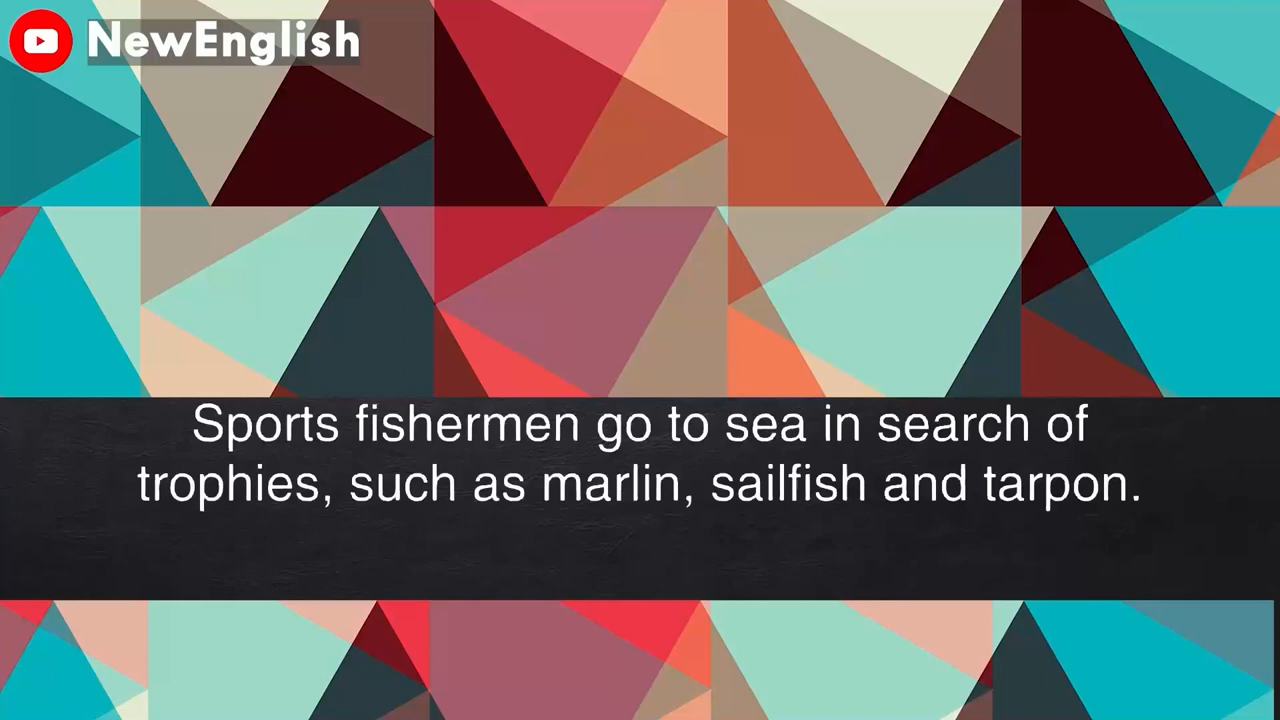 NewEnglish
Sports fishermen go to sea in search of
trophies, such as marlin, sailfish and tarpon.